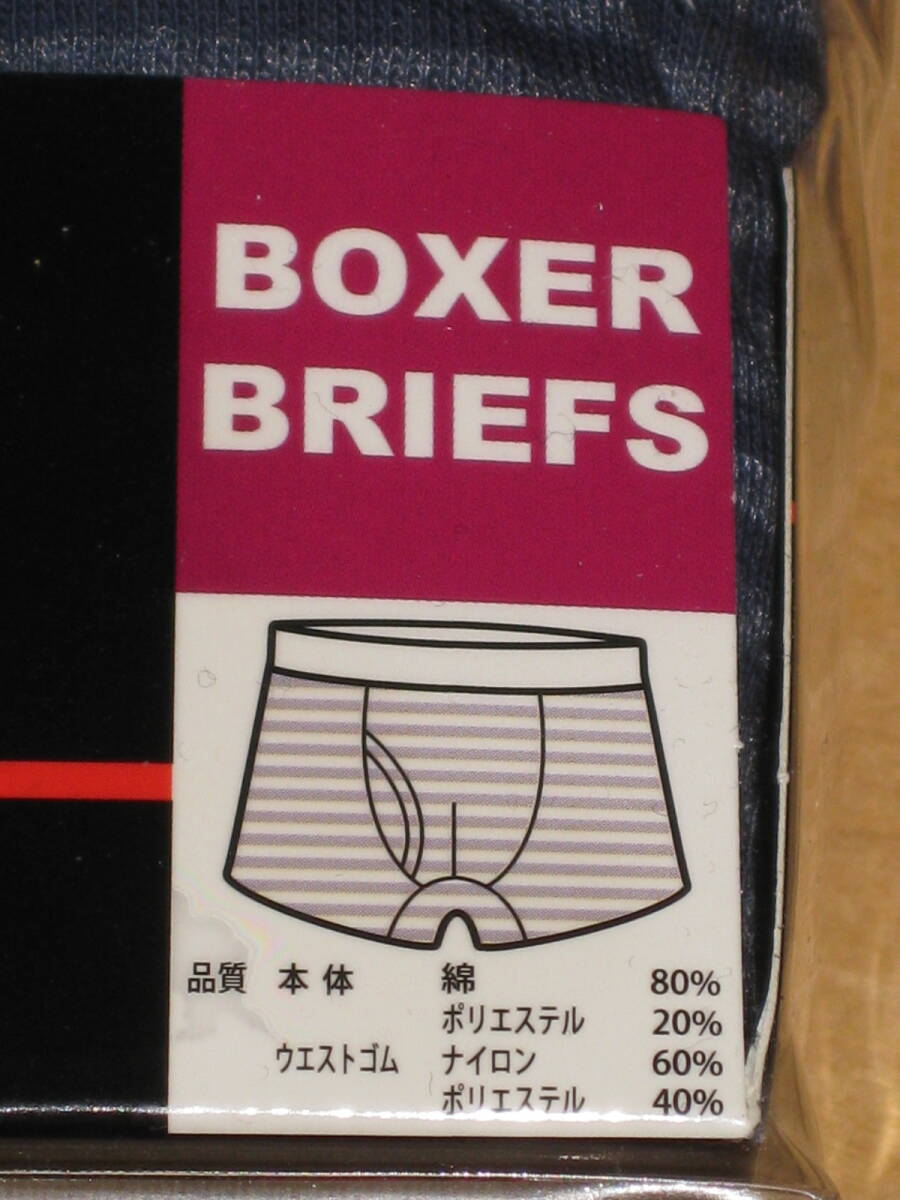 BOXER
BRIEFS
品質 本体 綿 80%
ポリエステル 20%
ウエストゴム ナイロン 60%
ポリエステル 40%